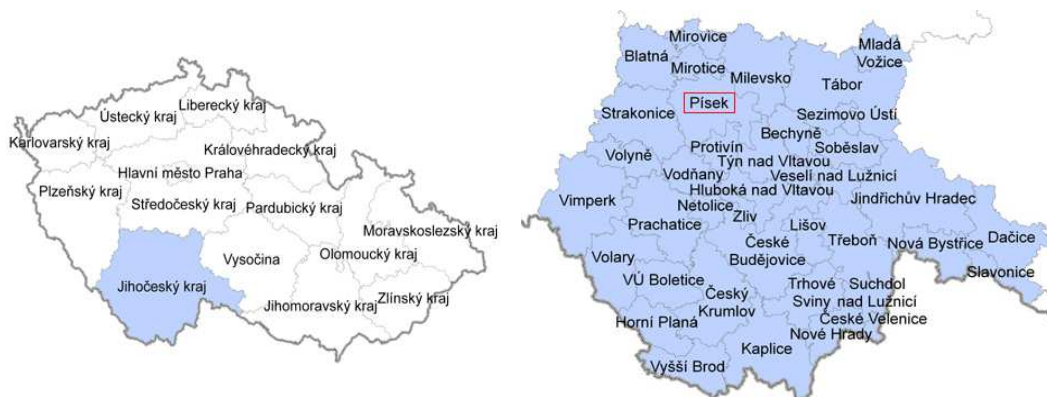 Liberecký kraj
Ústecký kraj
Karlovarský kraj
Královéhradecký kraj
Hlavní město Praha
Plzeňský kraj
Středočeský kraj
Pardubický kraj
Moravskoslezský kraj
Vysočina
Olomoucký kraj
Jihočeský kraj
Jihomoravský kraj
Zlínský kraj
Mirovice
Mladá
Vožice
Blatná
Mirotice
Milevsko
Tábor
Písek
Strakonice
Sezimovo Ústí
Bechyně
Protivín
Soběslav
Volyně
Týn nad Vltavou
Vodňany
Veselí nad Lužnicí
Hluboká nad Vltavou
Vimperk
Netolice
Jindřichův Hradec
Zliv
Prachatice
Lišov
Třeboň
Dačice
České
Budějovice
Nová Bystřice
Volary
Slavonice
VÚ Boletice
Trhové
Sviny
Suchdol
nad Lužnicí
Český
Krumlov
Horní Planá
České Velenice
Nové Hrady
Kaplice
Vyšší Brod